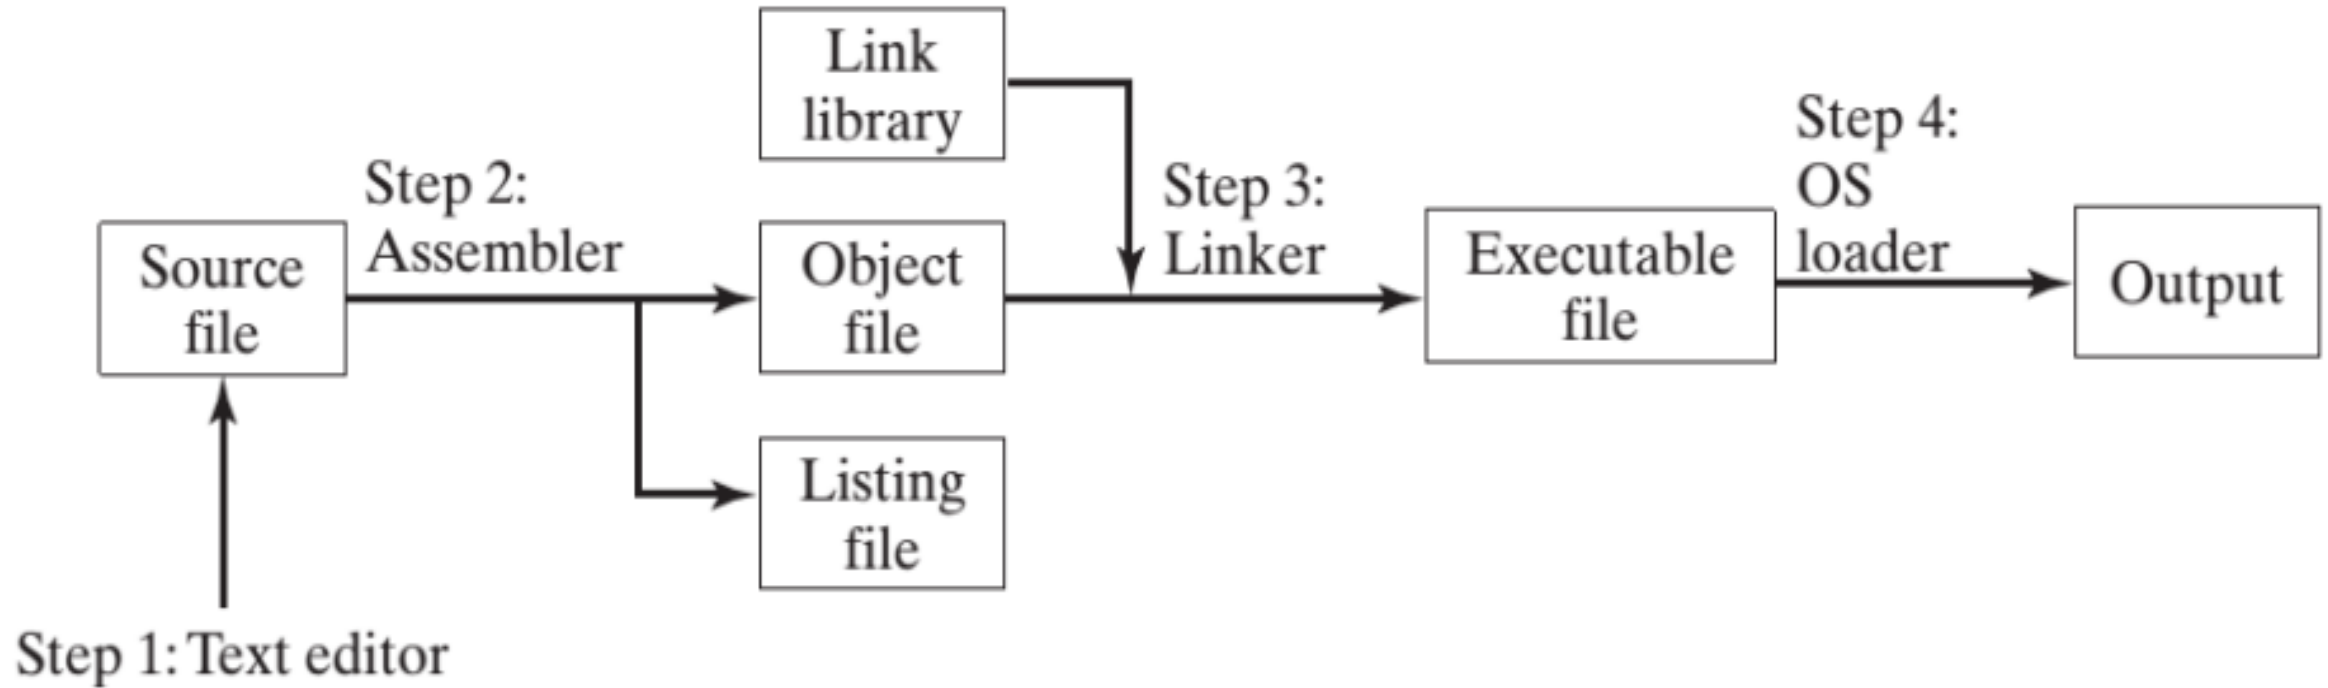 Link
library
Step 4:
OS
loader
Step 2:
Assembler
Step 3:
Linker
Source
file
Object
file
Executable
file
Output
Listing
file
Step 1: Text editor